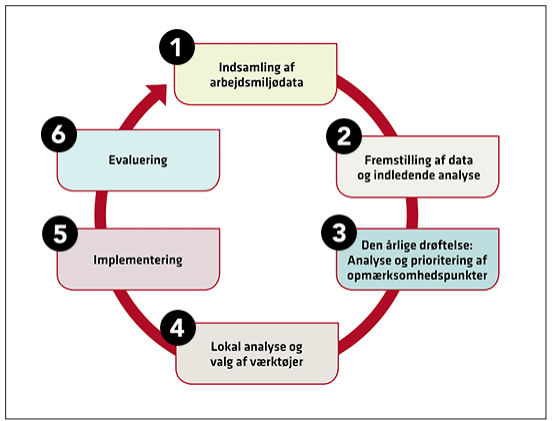 1
Indsamling af
arbejdsmiljødata
2
Fremstilling af data
og indledende analyse
3
Den årlige drøftelse:
Analyse og prioritering af
opmærksomhedspunkter
4
Lokal analyse og
valg af værktøjer
5
Implementering
6
Evaluering